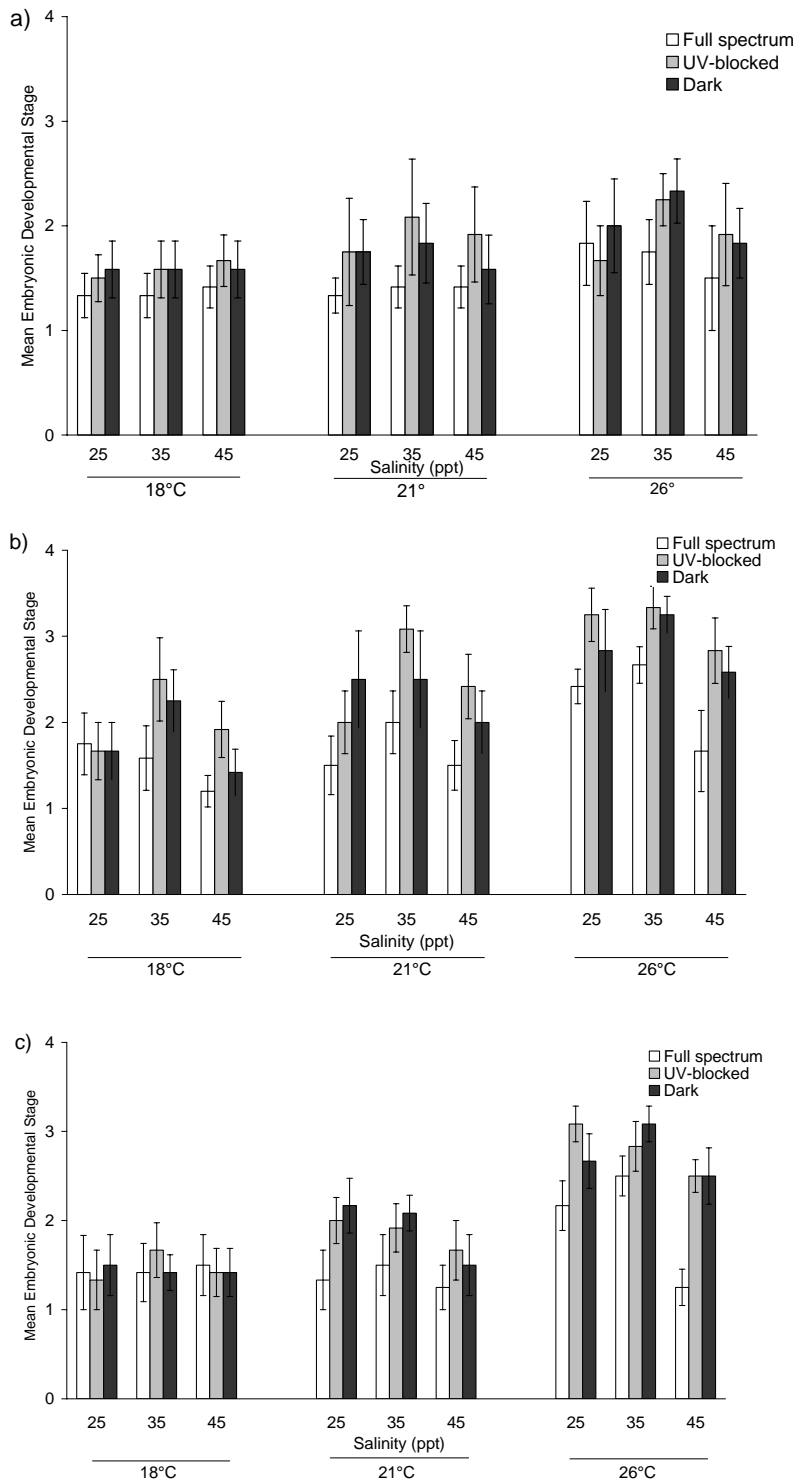 a)
4
3
2
1
0
Mean Embryonic Developmental Stage
Full spectrum
UV-blocked
Dark
25 35 45 25 35 45 25 35 45
Salinity (ppt)
18°C 21° 26°
b)
4
3
2
1
0
Mean Embryonic Developmental Stage
Full spectrum
UV-blocked
Dark
25 35 45 25 35 45 25 35 45
Salinity (ppt)
18°C 21°C 26°C
c)
4
3
2
1
0
Mean Embryonic Developmental Stage
Full spectrum
UV-blocked
Dark
25 35 45 25 35 45 25 35 45
Salinity (ppt)
18°C 21°C 26°C